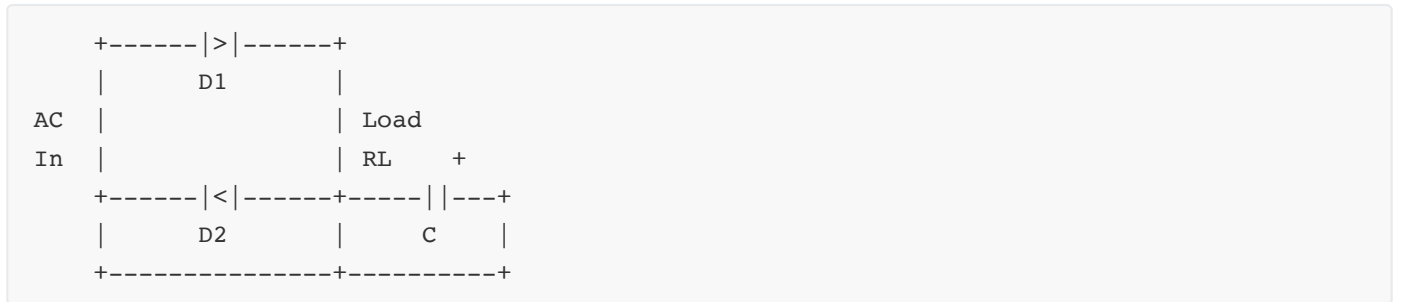 +------|>|------+
|      D1       |
AC  |               | Load
In  |               | RL    +
+------|<|------+-----||---+
|      D2       |     C    |
+---------------+----------+